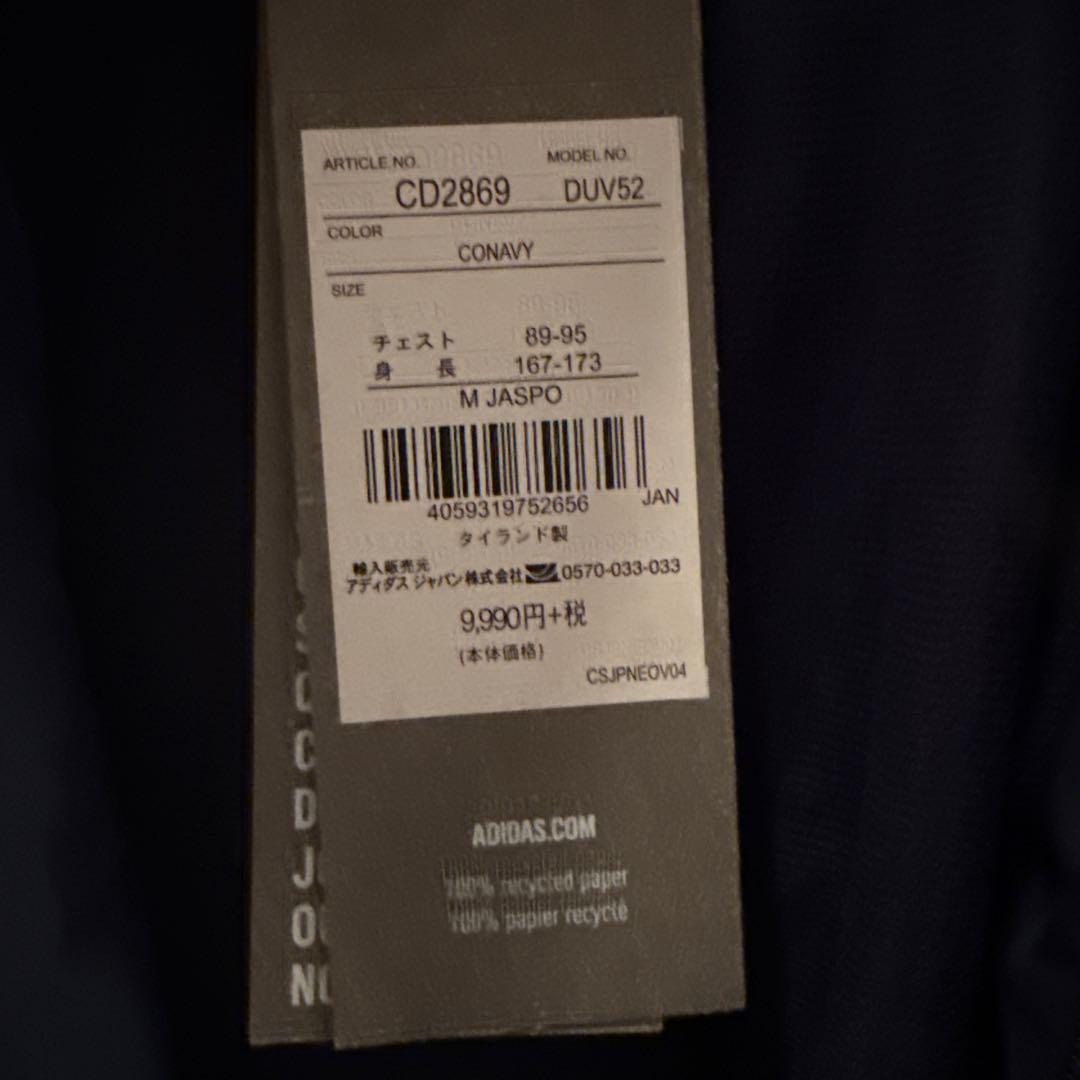 ARTICLE NO. MODEL NO.
CD2869 DUV52
COLOR
CONAVY
SIZE
チェスト 89-95
身 長 167-173
M JASPO
4059319752656 JAN
タイランド製
輸入販売元
アディダス ジャパン株式会社 0570-033-033
9,990円+税
(本体価格)
CSJPNEOV04
C
D
J
O
N
ADIDAS.COM
100% recycled paper
100% papier recyclé